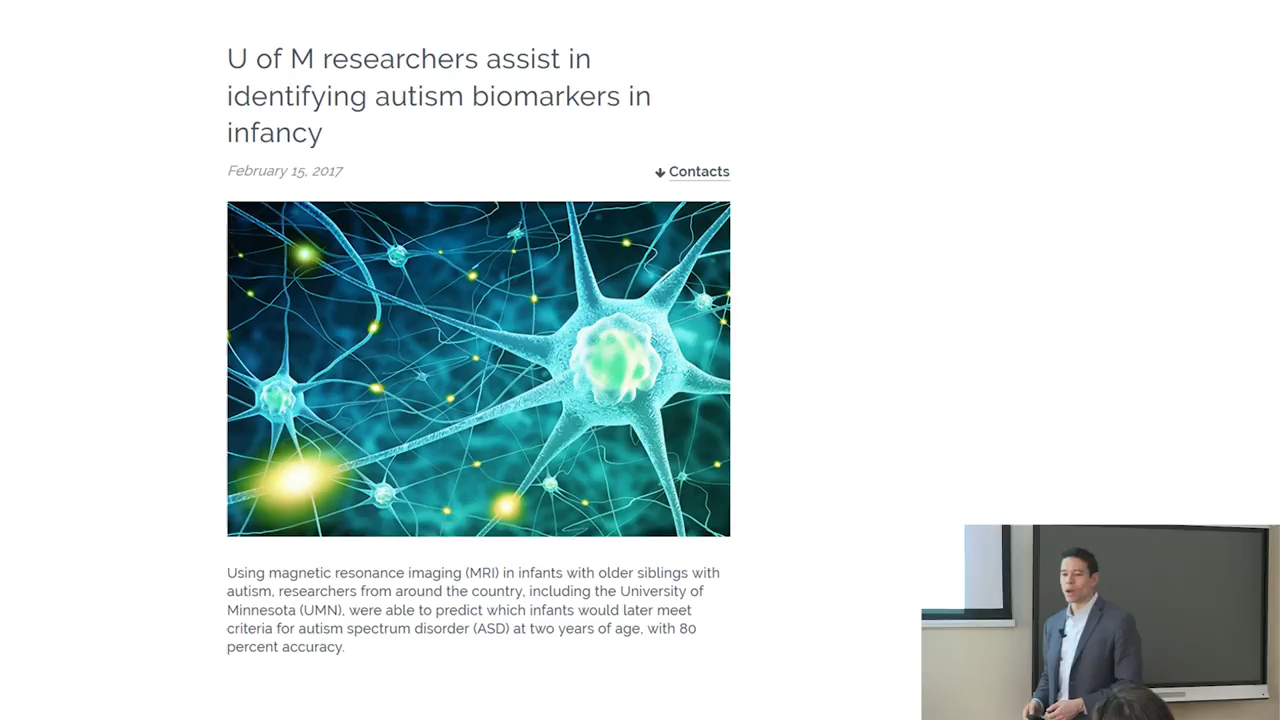 U of M researchers assist in
identifying autism biomarkers in
infancy
February 15, 2017
Contacts
Using magnetic resonance imaging (MRI) in infants with older siblings with
autism, researchers from around the country, including the University of
Minnesota (UMN), were able to predict which infants would later meet
criteria for autism spectrum disorder (ASD) at two years of age, with 80
percent accuracy.